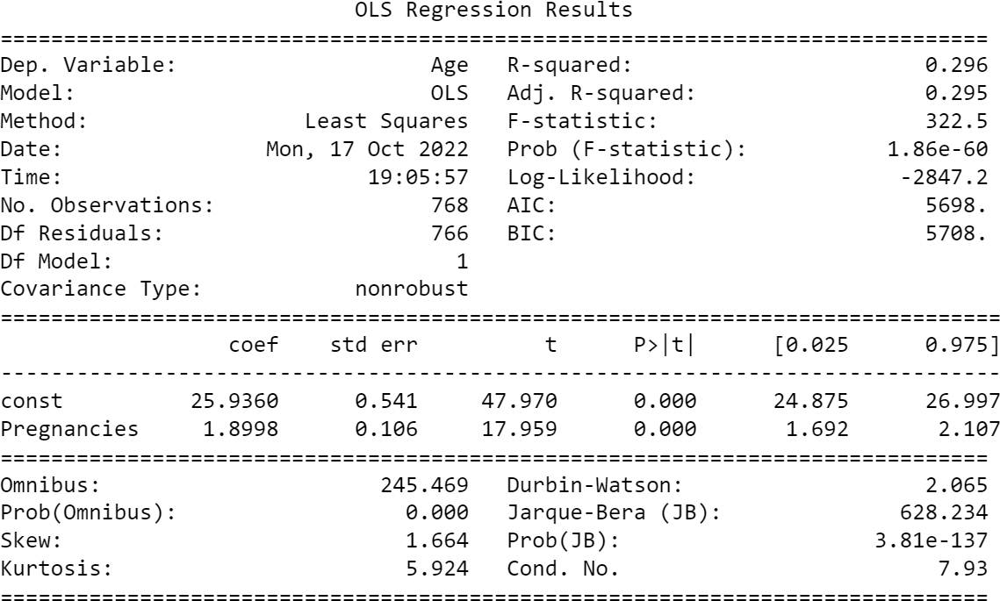 OLS Regression Results
==============================================================================
Dep. Variable: Age R-squared: 0.296
Model: OLS Adj. R-squared: 0.295
Method: Least Squares F-statistic: 322.5
Date: Mon, 17 Oct 2022 Prob (F-statistic): 1.86e-60
Time: 19:05:57 Log-Likelihood: -2847.2
No. Observations: 768 AIC: 5698.
Df Residuals: 766 BIC: 5708.
Df Model: 1
Covariance Type: nonrobust
===============================================================================
coef std err t P>|t| [0.025 0.975]
-------------------------------------------------------------------------------
const 25.9360 0.541 47.970 0.000 24.875 26.997
Pregnancies 1.8998 0.106 17.959 0.000 1.692 2.107
==============================================================================
Omnibus: 245.469 Durbin-Watson: 2.065
Prob(Omnibus): 0.000 Jarque-Bera (JB): 628.234
Skew: 1.664 Prob(JB): 3.81e-137
Kurtosis: 5.924 Cond. No. 7.93
==============================================================================